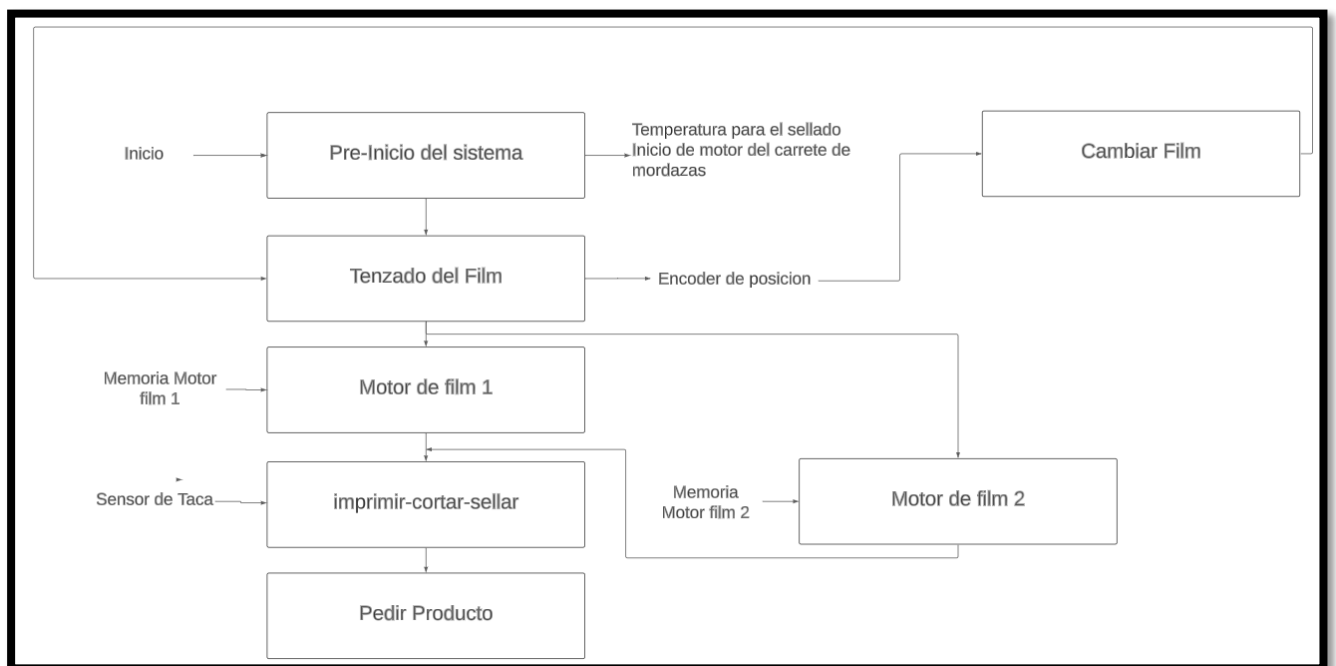 Inicio
Pre-Inicio del sistema
Temperatura para el sellado
Inicio de motor del carrete de
mordazas
Cambiar Film
Tenzado del Film
Encoder de posicion
Memoria Motor
film 1
Motor de film 1
Sensor de Taca
imprimir-cortar-sellar
Memoria
Motor film 2
Motor de film 2
Pedir Producto